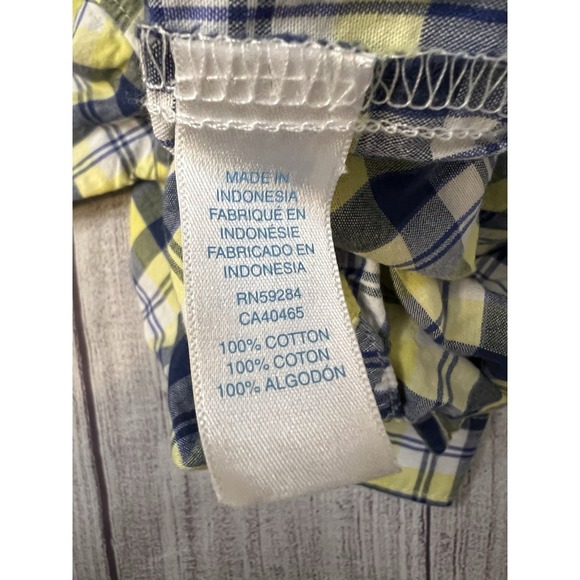 MADE IN
INDONESIA
FABRIQUÉ EN
INDONÉSIE
FABRICADO EN
INDONESIA
RN59284
CA40465
100% COTTON
100% COTON
100% ALGODÓN